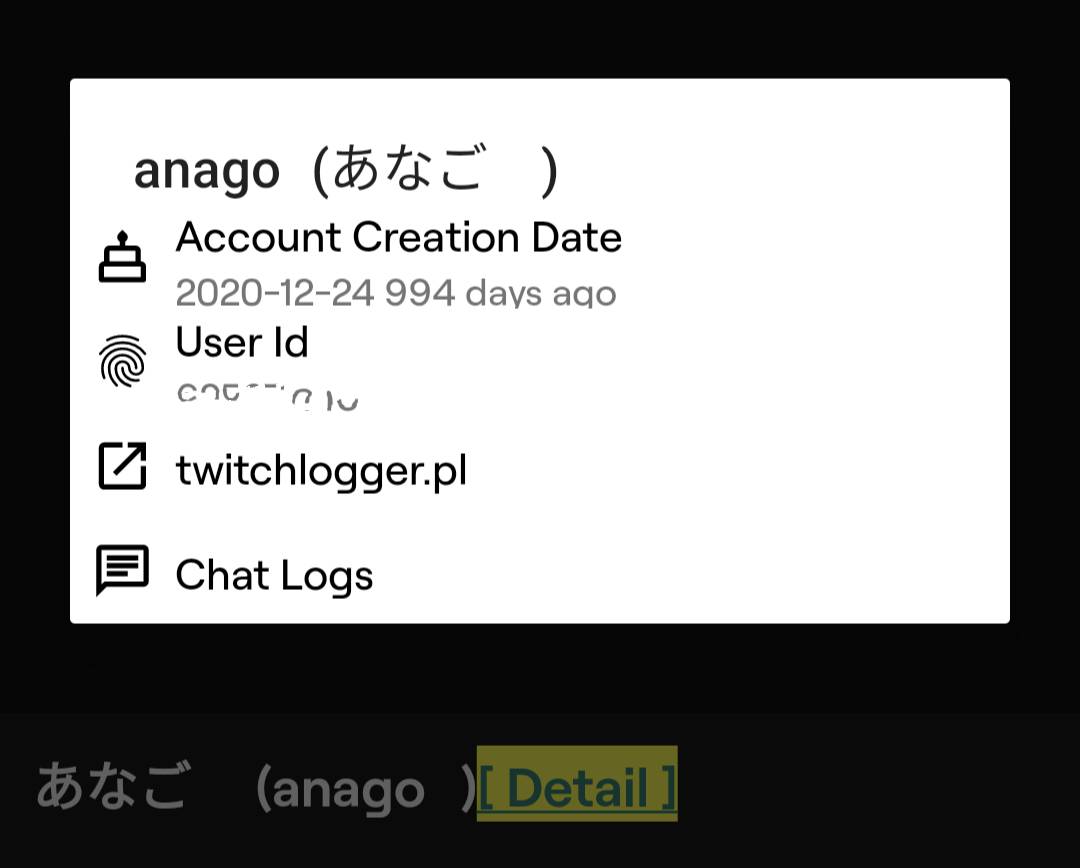 anago (あなご )
Account Creation Date
2020-12-24 994 days ago
User Id
twitchlogger.pl
Chat Logs
あなご (anago )[ Detail ]